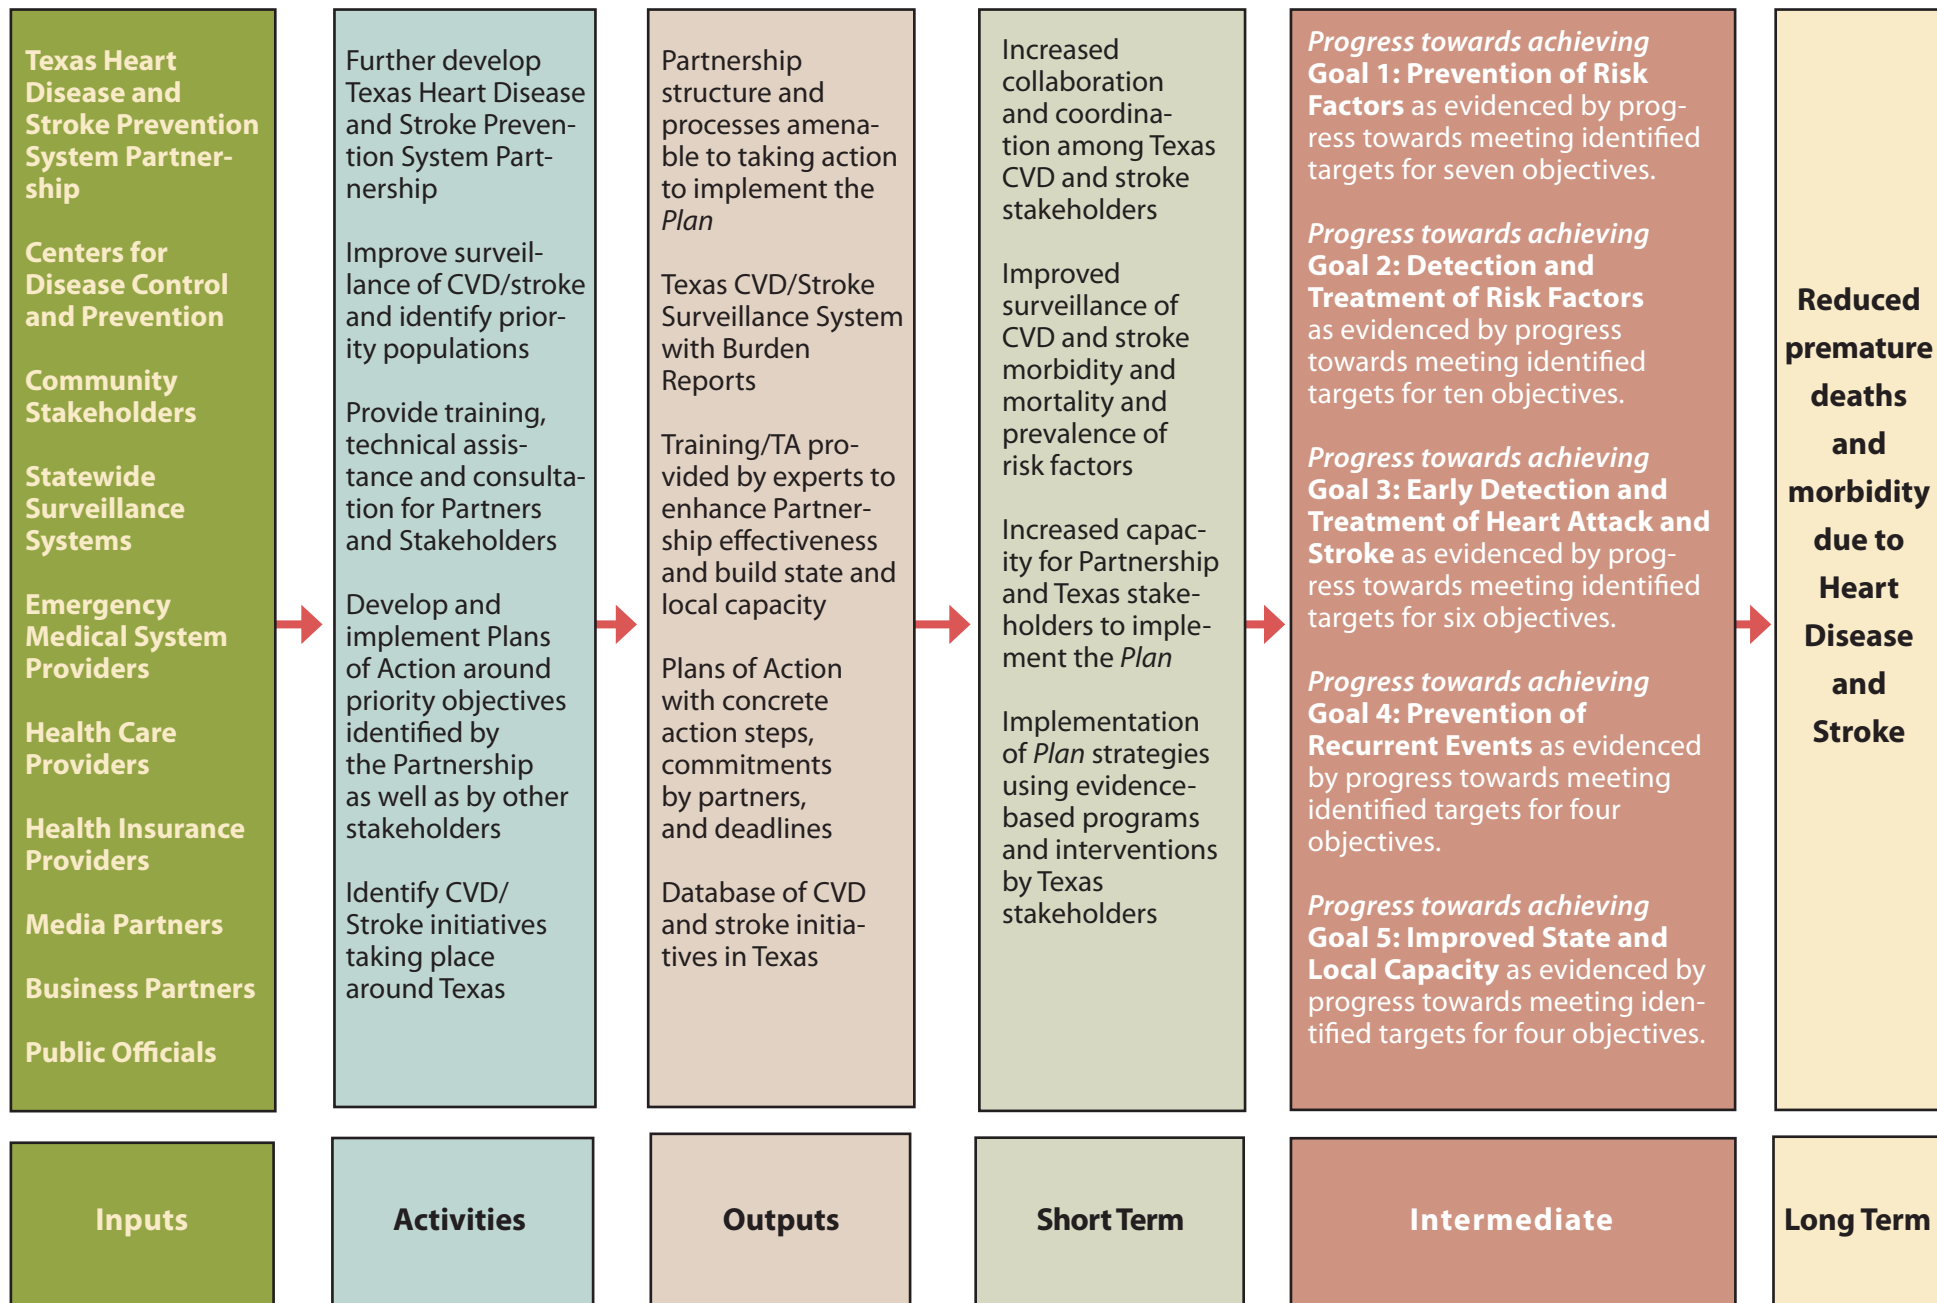 Texas Heart
Disease and
Stroke Prevention
System Partner-
ship
Centers for
Disease Control
and Prevention
Community
Stakeholders
Statewide
Surveillance
Systems
Emergency
Medical System
Providers
Health Care
Providers
Health Insurance
Providers
Media Partners
Business Partners
Public Officials
Further develop
Texas Heart Disease
and Stroke Preven-
tion System Part-
nership
Improve surveil-
lance of CVD/stroke
and identify prior-
ity populations
Provide training,
technical assis-
tance and consulta-
tion for Partners
and Stakeholders
Develop and
implement Plans
of Action around
priority objectives
identified by
the Partnership
as well as by other
stakeholders
Identify CVD/
Stroke initiatives
taking place
around Texas
Partnership
structure and
processes amena-
ble to taking action
to implement the
Plan
Texas CVD/Stroke
Surveillance System
with Burden
Reports
Training/TA pro-
vided by experts to
enhance Partner-
ship effectiveness
and build state and
local capacity
Plans of Action
with concrete
action steps,
commitments
by partners,
and deadlines
Database of CVD
and stroke initia-
tives in Texas
Increased
collaboration
and coordina-
tion among Texas
CVD and stroke
stakeholders
Improved
surveillance of
CVD and stroke
morbidity and
mortality and
prevalence of
risk factors
Increased capac-
ity for Partnership
and Texas stake-
holders to imple-
ment the Plan
Implementation
of Plan strategies
using evidence-
based programs
and interventions
by Texas
stakeholders
Progress towards achieving
Goal 1: Prevention of Risk
Factors as evidenced by prog-
ress towards meeting identified
targets for seven objectives.
Progress towards achieving
Goal 2: Detection and
Treatment of Risk Factors
as evidenced by progress
towards meeting identified
targets for ten objectives.
Progress towards achieving
Goal 3: Early Detection and
Treatment of Heart Attack and
Stroke as evidenced by prog-
ress towards meeting identified
targets for six objectives.
Progress towards achieving
Goal 4: Prevention of
Recurrent Events as evidenced
by progress towards meeting
identified targets for four
objectives.
Progress towards achieving
Goal 5: Improved State and
Local Capacity as evidenced by
progress towards meeting iden-
tified targets for four objectives.
Reduced
premature
deaths
and
morbidity
due to
Heart
Disease
and
Stroke
Inputs
Activities
Outputs
Short Term
Intermediate
Long Term